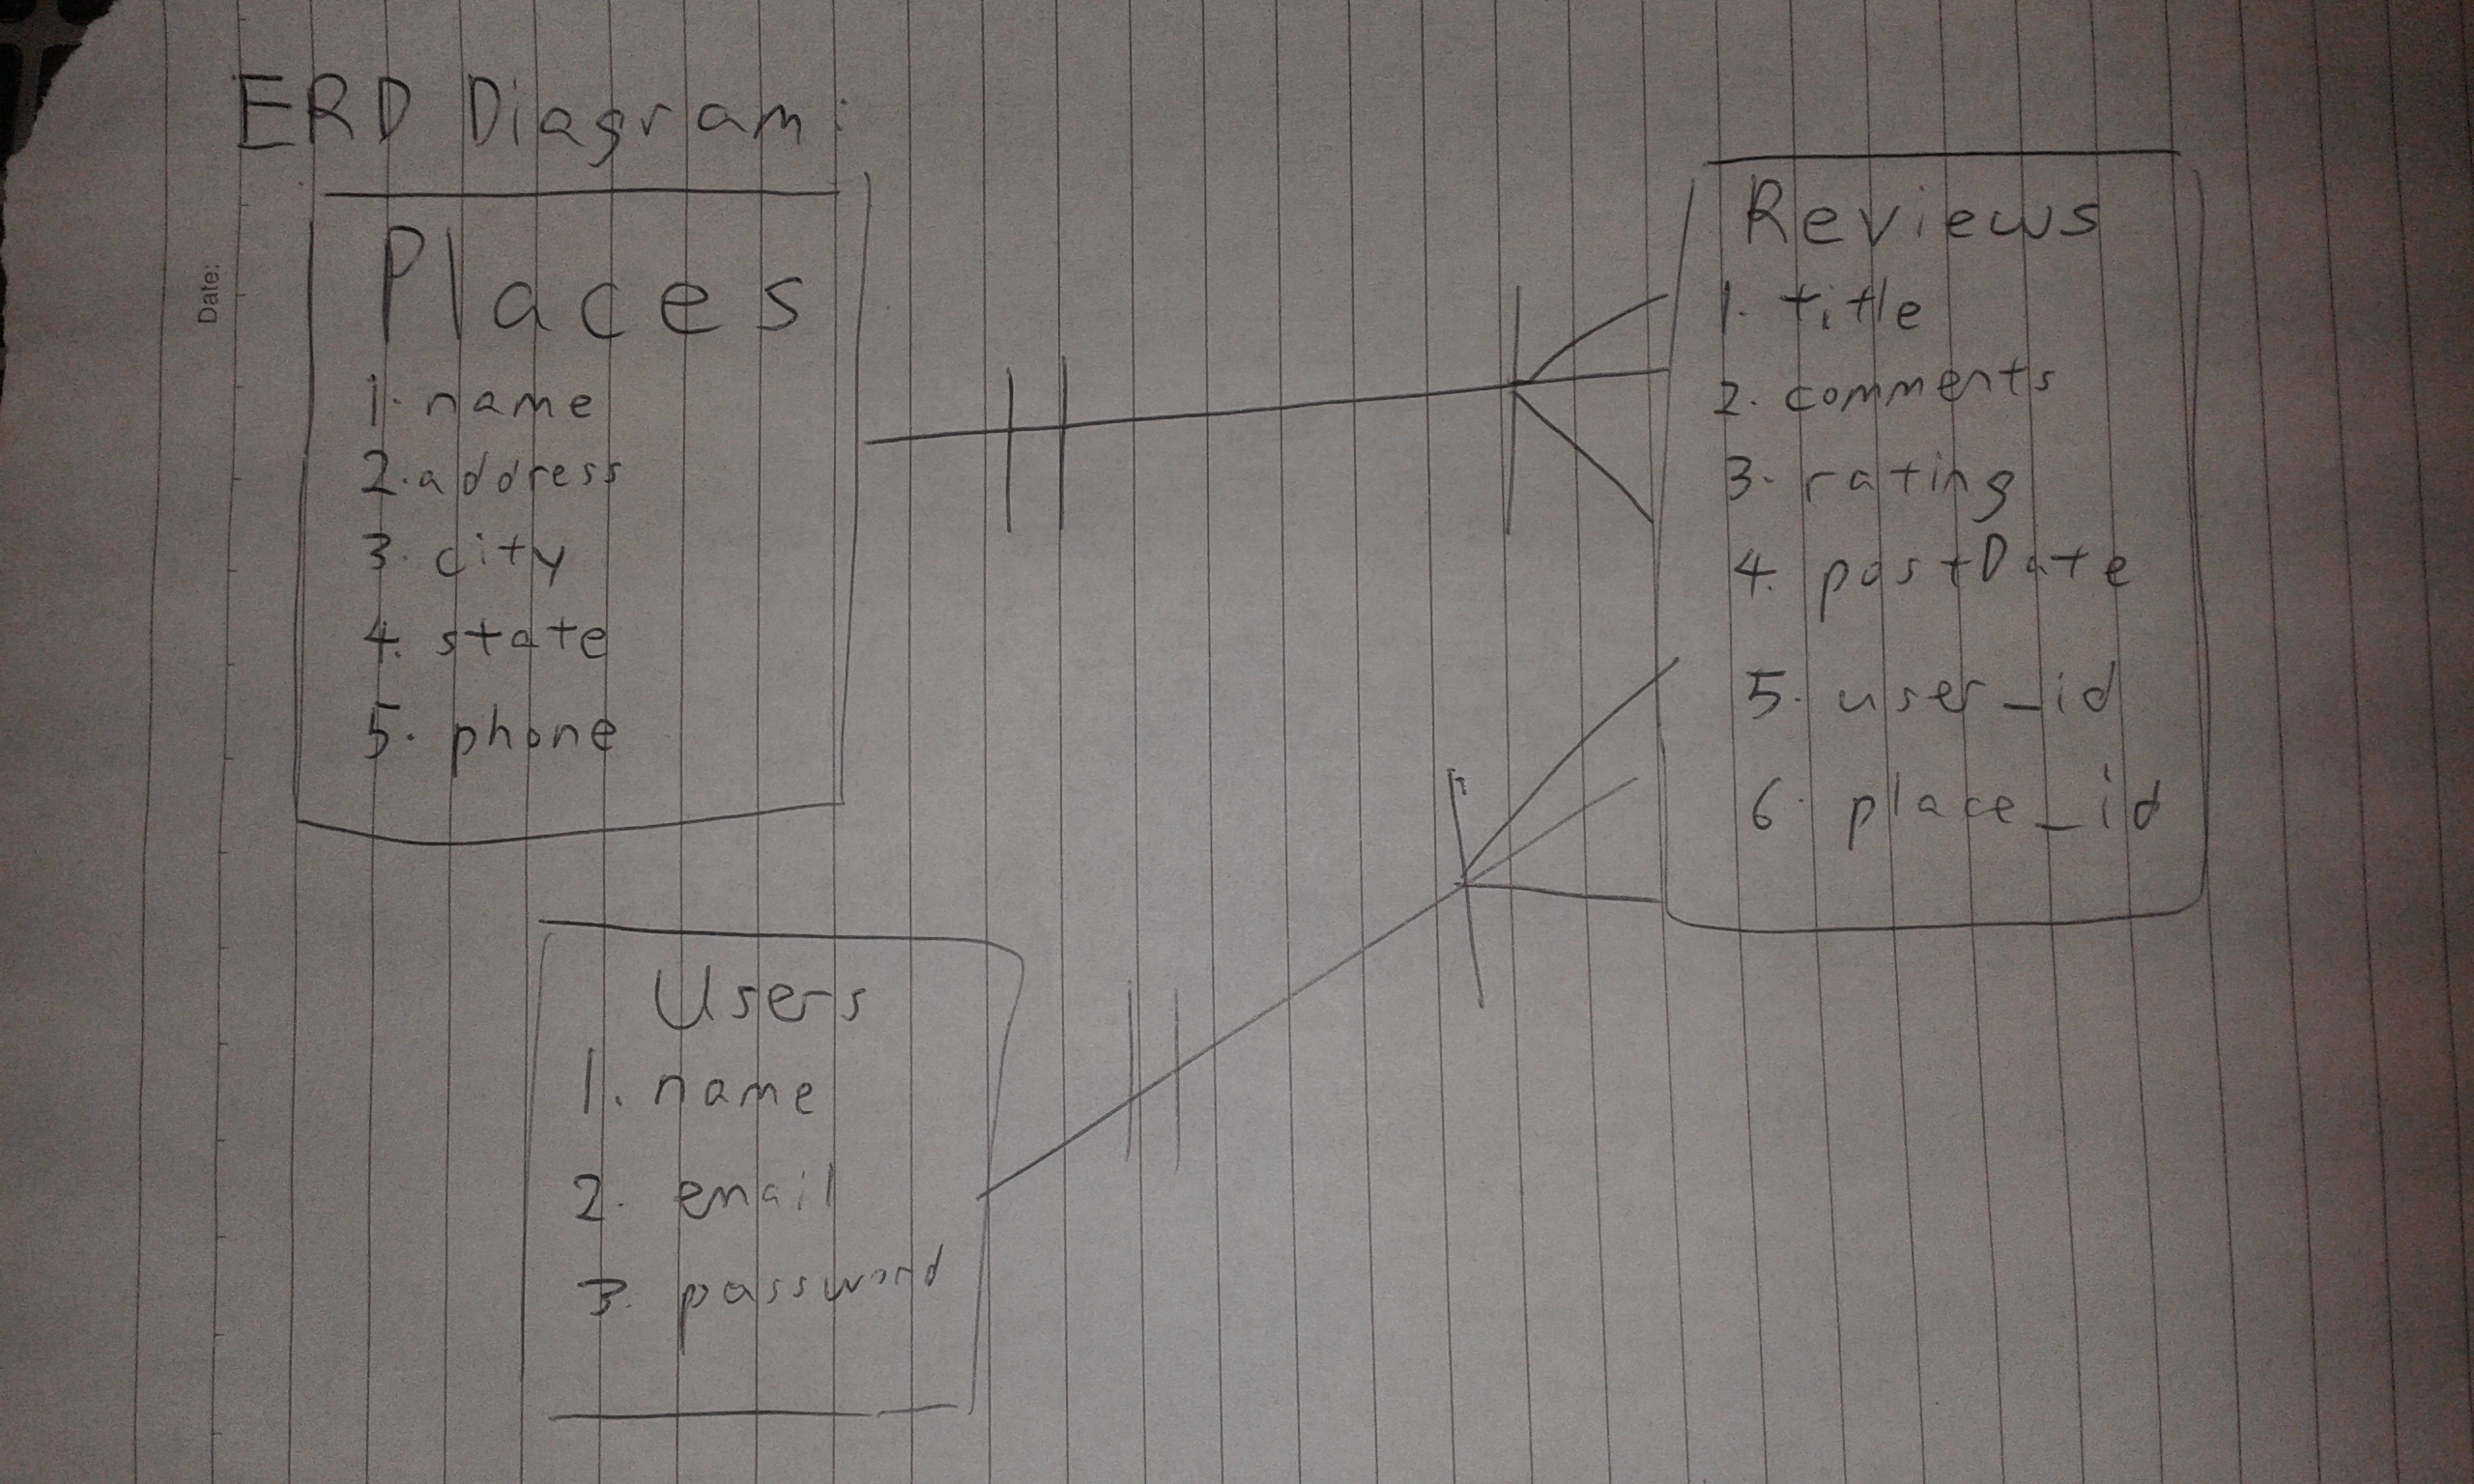 ERD Diagram:
Date:
Places
1. name
2. address
3. city
4. state
5. phone
Reviews
1. title
2. comments
3. rating
4. postDate
5. user_id
6. place_id
Users
1. name
2. email
3. password